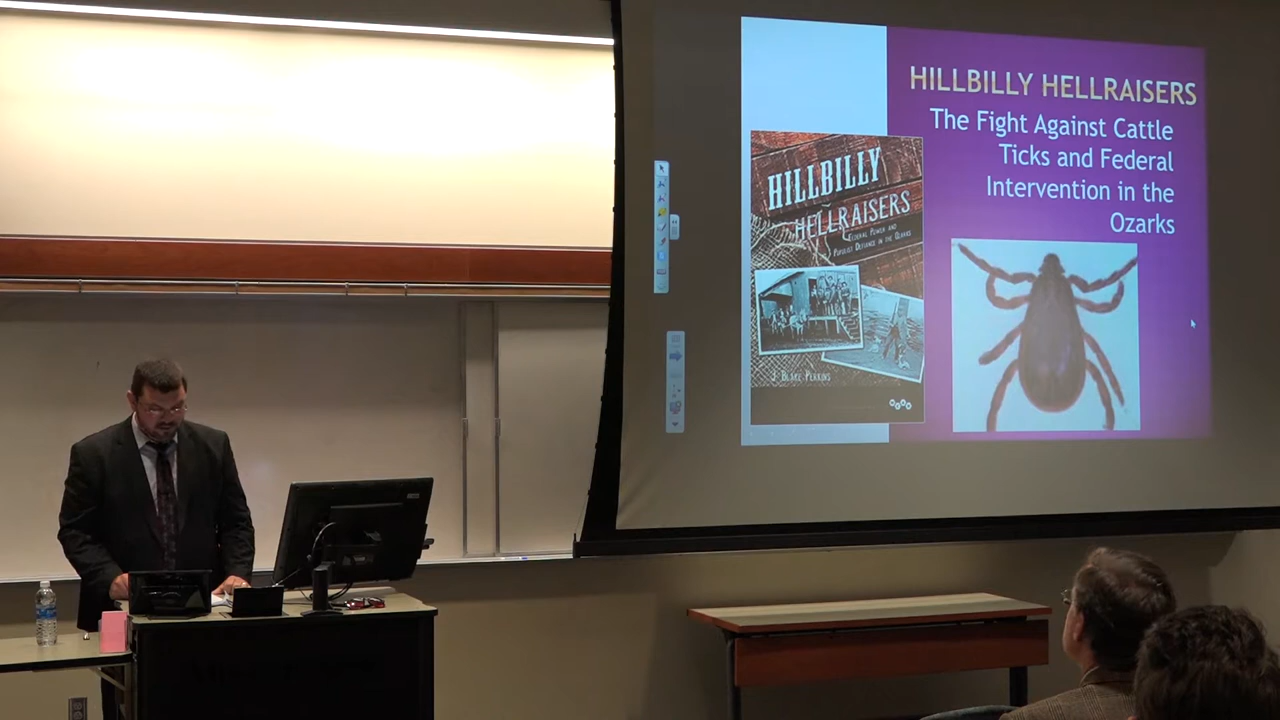 HILLBILLY HELLRAISERS
The Fight Against Cattle
Ticks and Federal
Intervention in the
Ozarks
HILLBILLY
HELLRAISERS
FEDERAL POWER AND
POPULIST DEFIANCE IN THE OZARKS
J. BLAKE PERKINS